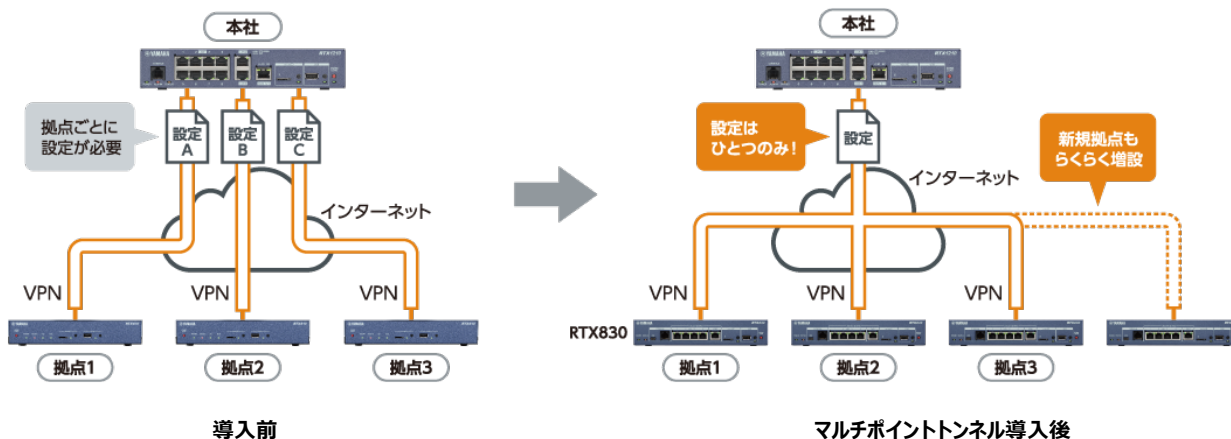 本社
YAMAHA
RTX1210
拠点ごとに
設定が必要
設定
A
設定
B
設定
C
インターネット
VPN
VPN
VPN
拠点1
拠点2
拠点3
導入前
本社
YAMAHA
RTX1210
設定は
ひとつのみ!
設定
新規拠点も
らくらく増設
インターネット
VPN
VPN
VPN
RTX830
拠点1
拠点2
拠点3
マルチポイントトンネル導入後